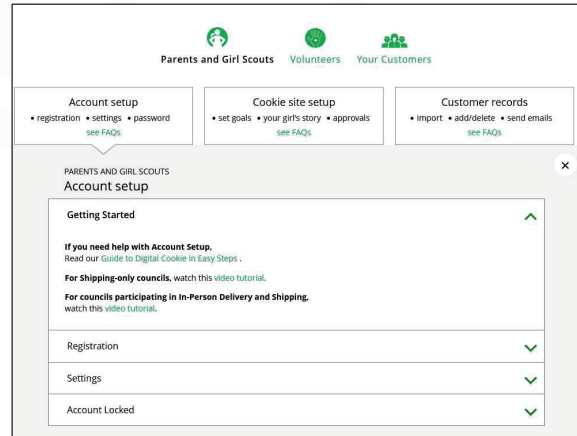 Parents and Girl Scouts Volunteers Your Customers
Account setup
• registration • settings • password
see FAQs
Cookie site setup
• set goals • your girl's story • approvals
see FAQs
Customer records
• import • add/delete • send emails
see FAQs
PARENTS AND GIRL SCOUTS
Account setup
Getting Started
If you need help with Account Setup,
Read our Guide to Digital Cookie in Easy Steps .
For Shipping-only councils, watch this video tutorial.
For councils participating in In-Person Delivery and Shipping,
watch this video tutorial.
Registration
Settings
Account Locked